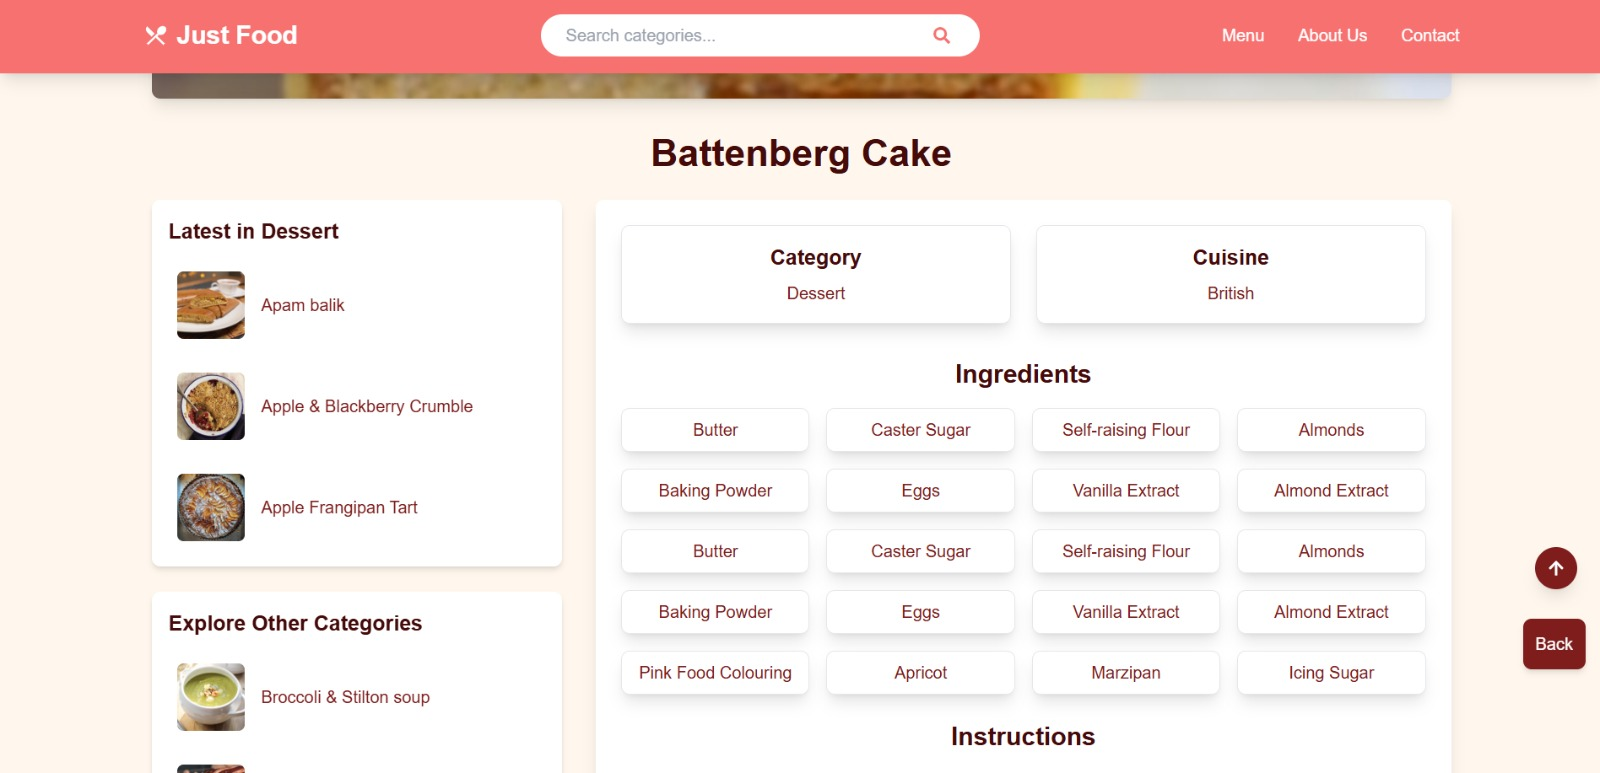 Just Food
Search categories...
Menu
About Us
Contact
Battenberg Cake
Latest in Dessert
Apam balik
Apple & Blackberry Crumble
Apple Frangipan Tart
Explore Other Categories
Broccoli & Stilton soup
Category
Dessert
Cuisine
British
Ingredients
Butter
Caster Sugar
Self-raising Flour
Almonds
Baking Powder
Eggs
Vanilla Extract
Almond Extract
Butter
Caster Sugar
Self-raising Flour
Almonds
Baking Powder
Eggs
Vanilla Extract
Almond Extract
Pink Food Colouring
Apricot
Marzipan
Icing Sugar
Instructions
Back